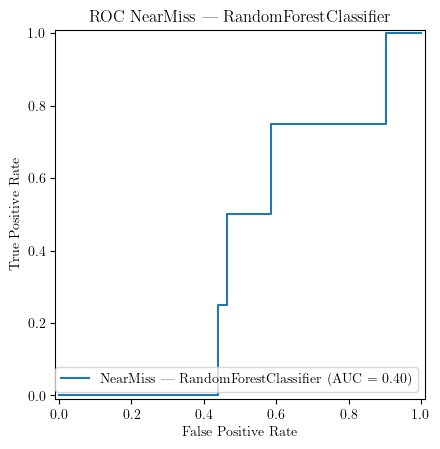 ROC NearMiss — RandomForestClassifier
1.0
0.8
0.6
0.4
0.2
0.0
True Positive Rate
NearMiss — RandomForestClassifier (AUC = 0.40)
0.0 0.2 0.4 0.6 0.8 1.0
False Positive Rate